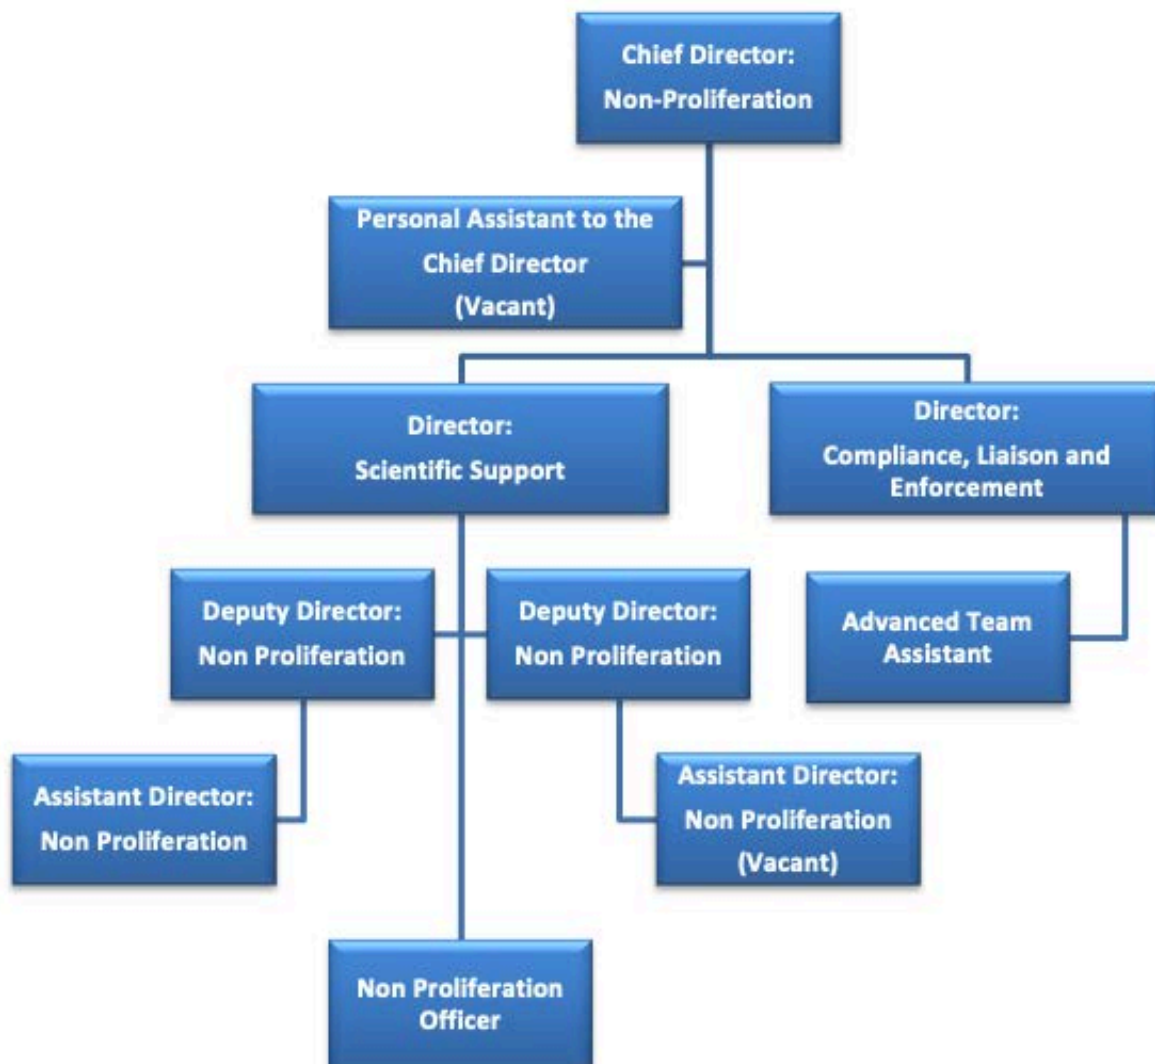 Chief Director:
Non-Proliferation
Personal Assistant to the
Chief Director
(Vacant)
Director:
Scientific Support
Director:
Compliance, Liaison and
Enforcement
Deputy Director:
Non Proliferation
Deputy Director:
Non Proliferation
Advanced Team
Assistant
Assistant Director:
Non Proliferation
Assistant Director:
Non Proliferation
(Vacant)
Non Proliferation
Officer